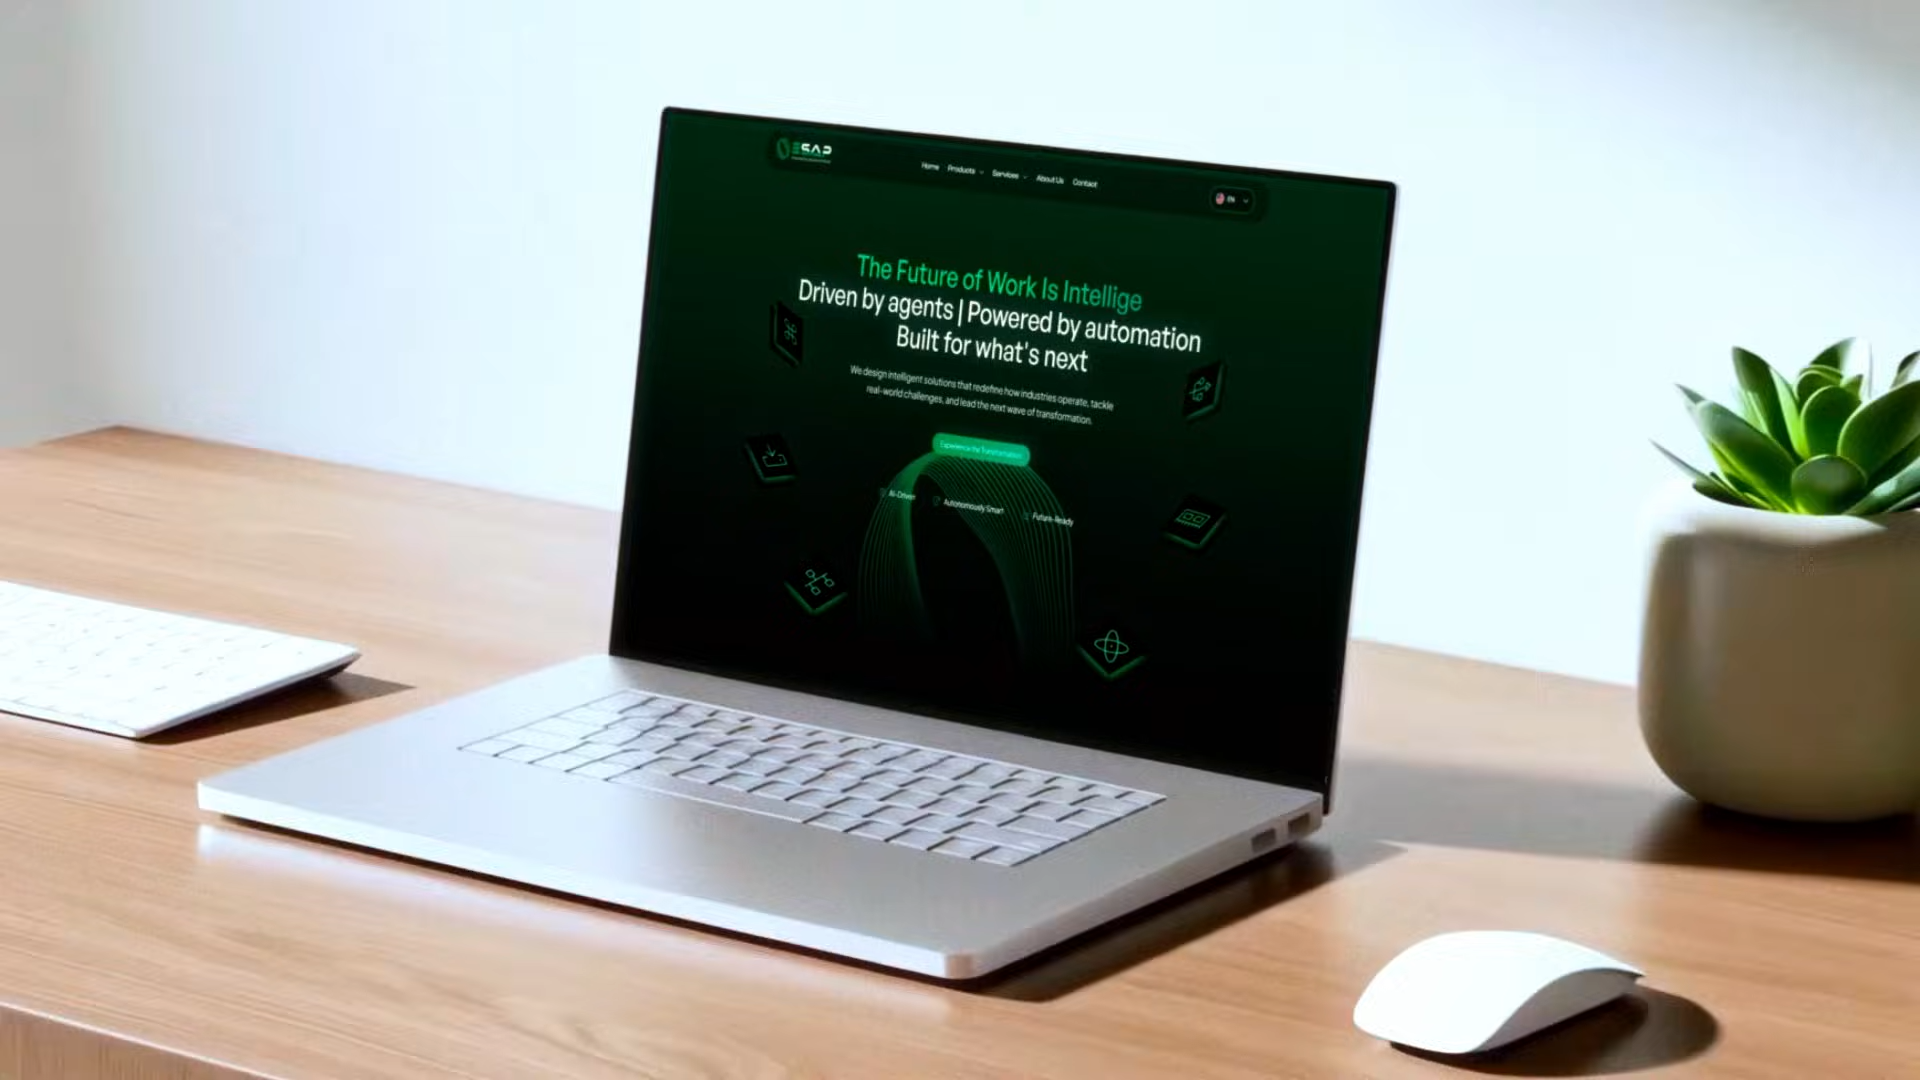 ESAP
Home Products Services About Us Contact
EN
The Future of Work Is Intellige
Driven by agents | Powered by automation
Built for what's next
We design intelligent solutions that redefine how industries operate, tackle
real-world challenges, and lead the next wave of transformation.
Experience the Transformation
AI-Driven Autonomously Smart Future-Ready